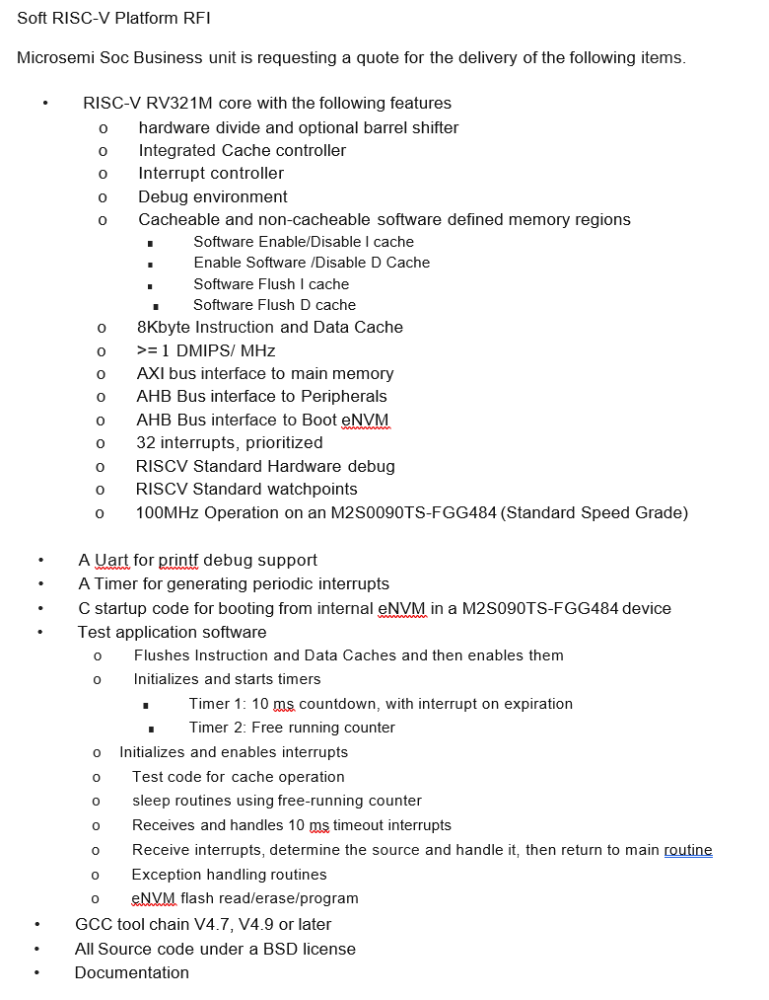 Soft RISC-V Platform RFI
Microsemi Soc Business unit is requesting a quote for the delivery of the following items.
• RISC-V RV321M core with the following features
o hardware divide and optional barrel shifter
o Integrated Cache controller
o Interrupt controller
o Debug environment
o Cacheable and non-cacheable software defined memory regions
▪ Software Enable/Disable I cache
▪ Enable Software /Disable D Cache
▪ Software Flush I cache
▪ Software Flush D cache
o 8Kbyte Instruction and Data Cache
o >= 1 DMIPS/ MHz
o AXI bus interface to main memory
o AHB Bus interface to Peripherals
o AHB Bus interface to Boot eNVM
o 32 interrupts, prioritized
o RISCV Standard Hardware debug
o RISCV Standard watchpoints
o 100MHz Operation on an M2S0090TS-FGG484 (Standard Speed Grade)
• A Uart for printf debug support
• A Timer for generating periodic interrupts
• C startup code for booting from internal eNVM in a M2S090TS-FGG484 device
• Test application software
o Flushes Instruction and Data Caches and then enables them
o Initializes and starts timers
▪ Timer 1: 10 ms countdown, with interrupt on expiration
▪ Timer 2: Free running counter
o Initializes and enables interrupts
o Test code for cache operation
o sleep routines using free-running counter
o Receives and handles 10 ms timeout interrupts
o Receive interrupts, determine the source and handle it, then return to main routine
o Exception handling routines
o eNVM flash read/erase/program
• GCC tool chain V4.7, V4.9 or later
• All Source code under a BSD license
• Documentation